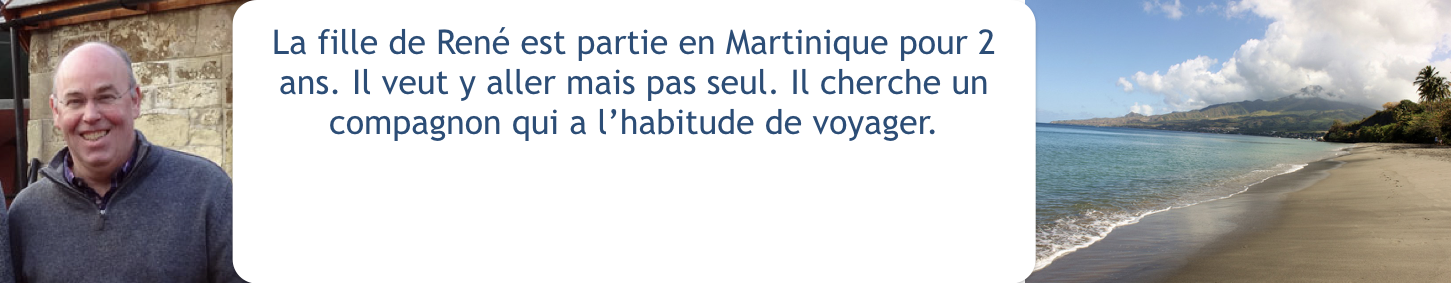 La fille de René est partie en Martinique pour 2
ans. Il veut y aller mais pas seul. Il cherche un
compagnon qui a l’habitude de voyager.